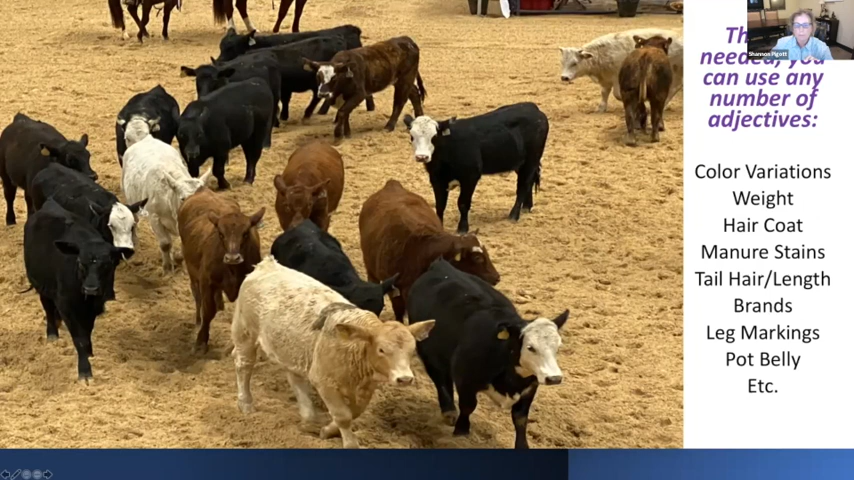 needed, you
can use any
number of
adjectives:
Color Variations
Weight
Hair Coat
Manure Stains
Tail Hair/Length
Brands
Leg Markings
Pot Belly
Etc.
Shannon Pigott